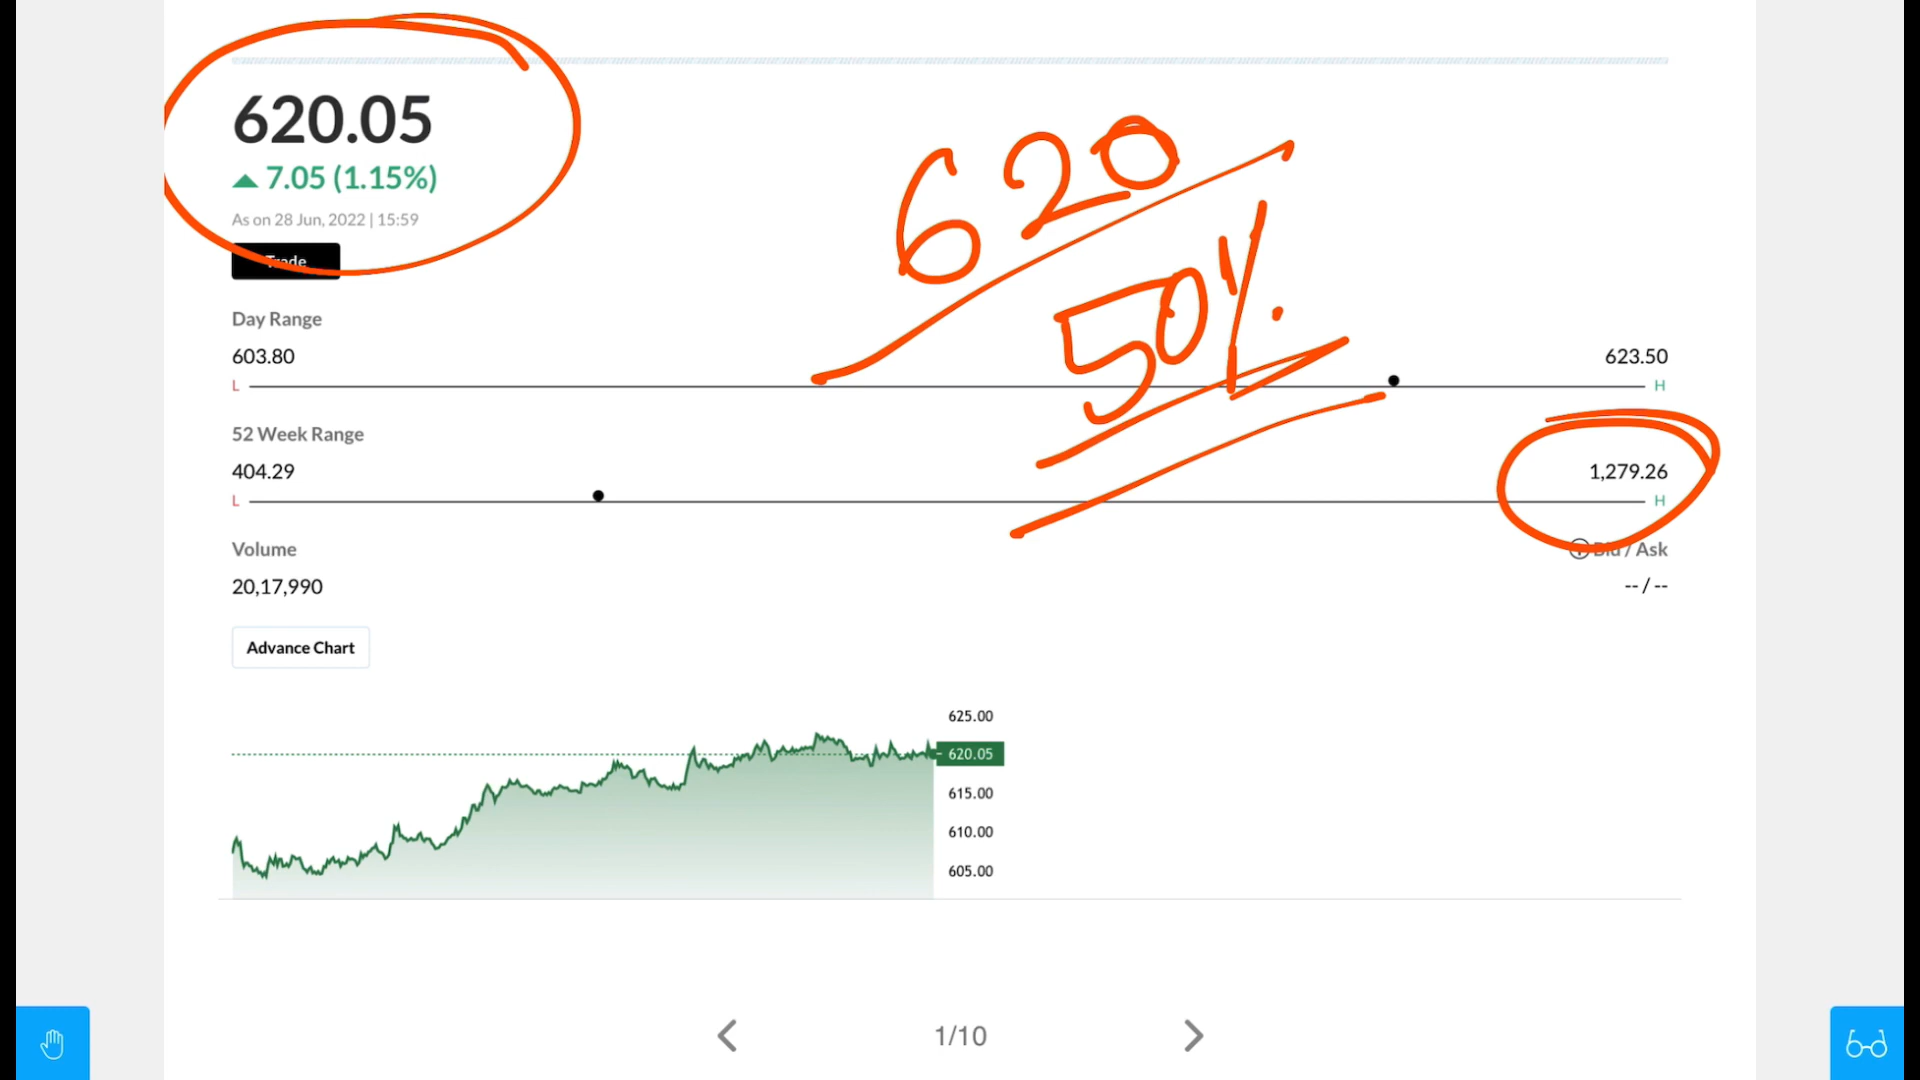 620.05
7.05 (1.15%)
As on 28 Jun, 2022 | 15:59
Trade
620
50%
Day Range
603.80 623.50
L H
52 Week Range
404.29 1,279.26
L H
Volume Bid / Ask
20,17,990 -- / --
Advance Chart
625.00
620.05
615.00
610.00
605.00
1/10